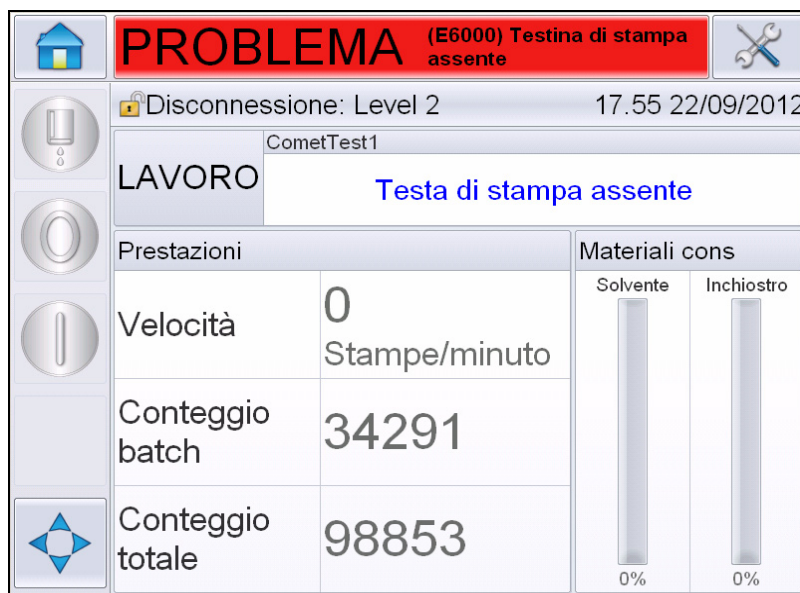 PROBLEMA
(E6000) Testina di stampa
assente
Disconnessione: Level 2
17.55 22/09/2012
LAVORO
CometTest1
Testa di stampa assente
Prestazioni
Materiali cons
Velocità
0
Stampe/minuto
Solvente
Inchiostro
Conteggio
batch
34291
Conteggio
totale
98853
0%
0%